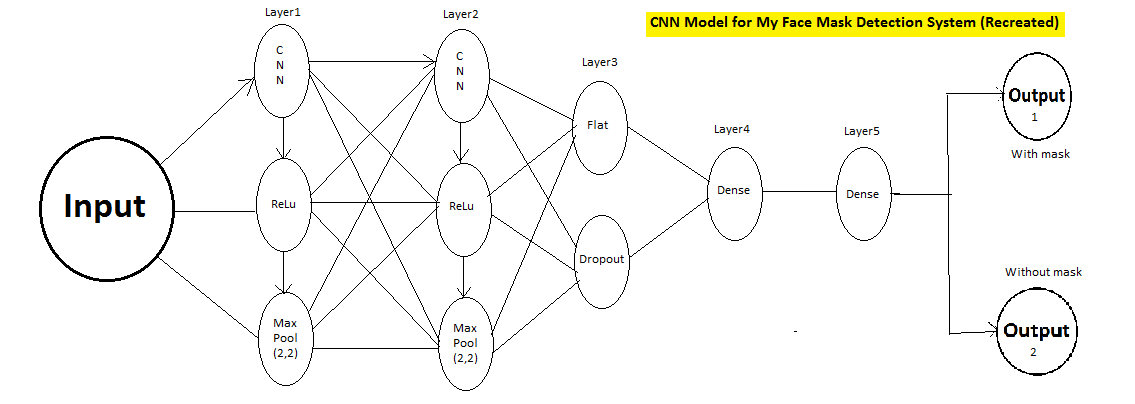 CNN Model for My Face Mask Detection System (Recreated)
Layer1
C
N
N
ReLu
Max
Pool
(2,2)
Layer2
C
N
N
ReLu
Max
Pool
(2,2)
Layer3
Flat
Dropout
Layer4
Dense
Layer5
Dense
Input
Output
1
With mask
Without mask
Output
2